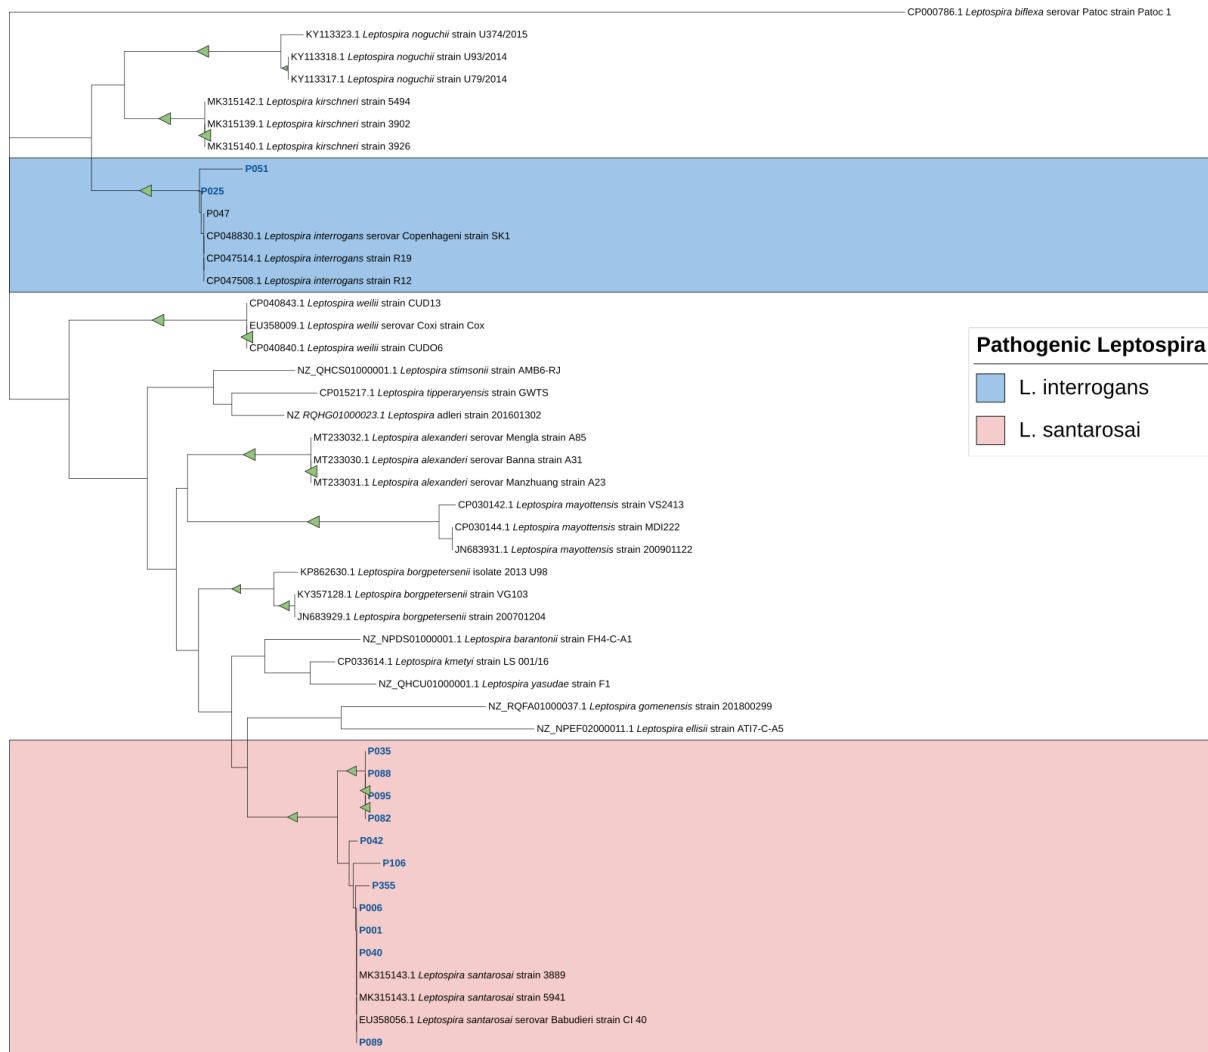 CP000786.1 Leptospira biflexa serovar Patoc strain Patoc 1
KY113323.1 Leptospira noguchii strain U374/2015
KY113318.1 Leptospira noguchii strain U93/2014
KY113317.1 Leptospira noguchii strain U79/2014
MK315142.1 Leptospira kirschneri strain 5494
MK315139.1 Leptospira kirschneri strain 3902
MK315140.1 Leptospira kirschneri strain 3926
P051
P025
P047
CP048830.1 Leptospira interrogans serovar Copenhageni strain SK1
CP047514.1 Leptospira interrogans strain R19
CP047508.1 Leptospira interrogans strain R12
CP040843.1 Leptospira weilii strain CUD13
EU358009.1 Leptospira weilii serovar Coxi strain Cox
CP040840.1 Leptospira weilii strain CUDO6
NZ_QHCS01000001.1 Leptospira stimsonii strain AMB6-RJ
CP015217.1 Leptospira tipperaryensis strain GWTS
NZ RQHG01000023.1 Leptospira adleri strain 201601302
MT233032.1 Leptospira alexanderi serovar Mengla strain A85
MT233030.1 Leptospira alexanderi serovar Banna strain A31
MT233031.1 Leptospira alexanderi serovar Manzhuang strain A23
CP030142.1 Leptospira mayottensis strain VS2413
CP030144.1 Leptospira mayottensis strain MDI222
JN683931.1 Leptospira mayottensis strain 200901122
KP862630.1 Leptospira borgpetersenii isolate 2013 U98
KY357128.1 Leptospira borgpetersenii strain VG103
JN683929.1 Leptospira borgpetersenii strain 200701204
NZ_NPDS01000001.1 Leptospira barantonii strain FH4-C-A1
CP033614.1 Leptospira kmetyi strain LS 001/16
NZ_QHCU01000001.1 Leptospira yasudae strain F1
NZ_RQFA01000037.1 Leptospira gomenensis strain 201800299
NZ_NPEF02000011.1 Leptospira ellisii strain ATI7-C-A5
P035
P088
P095
P082
P042
P106
P355
P006
P001
P040
MK315143.1 Leptospira santarosai strain 3889
MK315143.1 Leptospira santarosai strain 5941
EU358056.1 Leptospira santarosai serovar Babudieri strain CI 40
P089
Pathogenic Leptospira
L. interrogans
L. santarosai